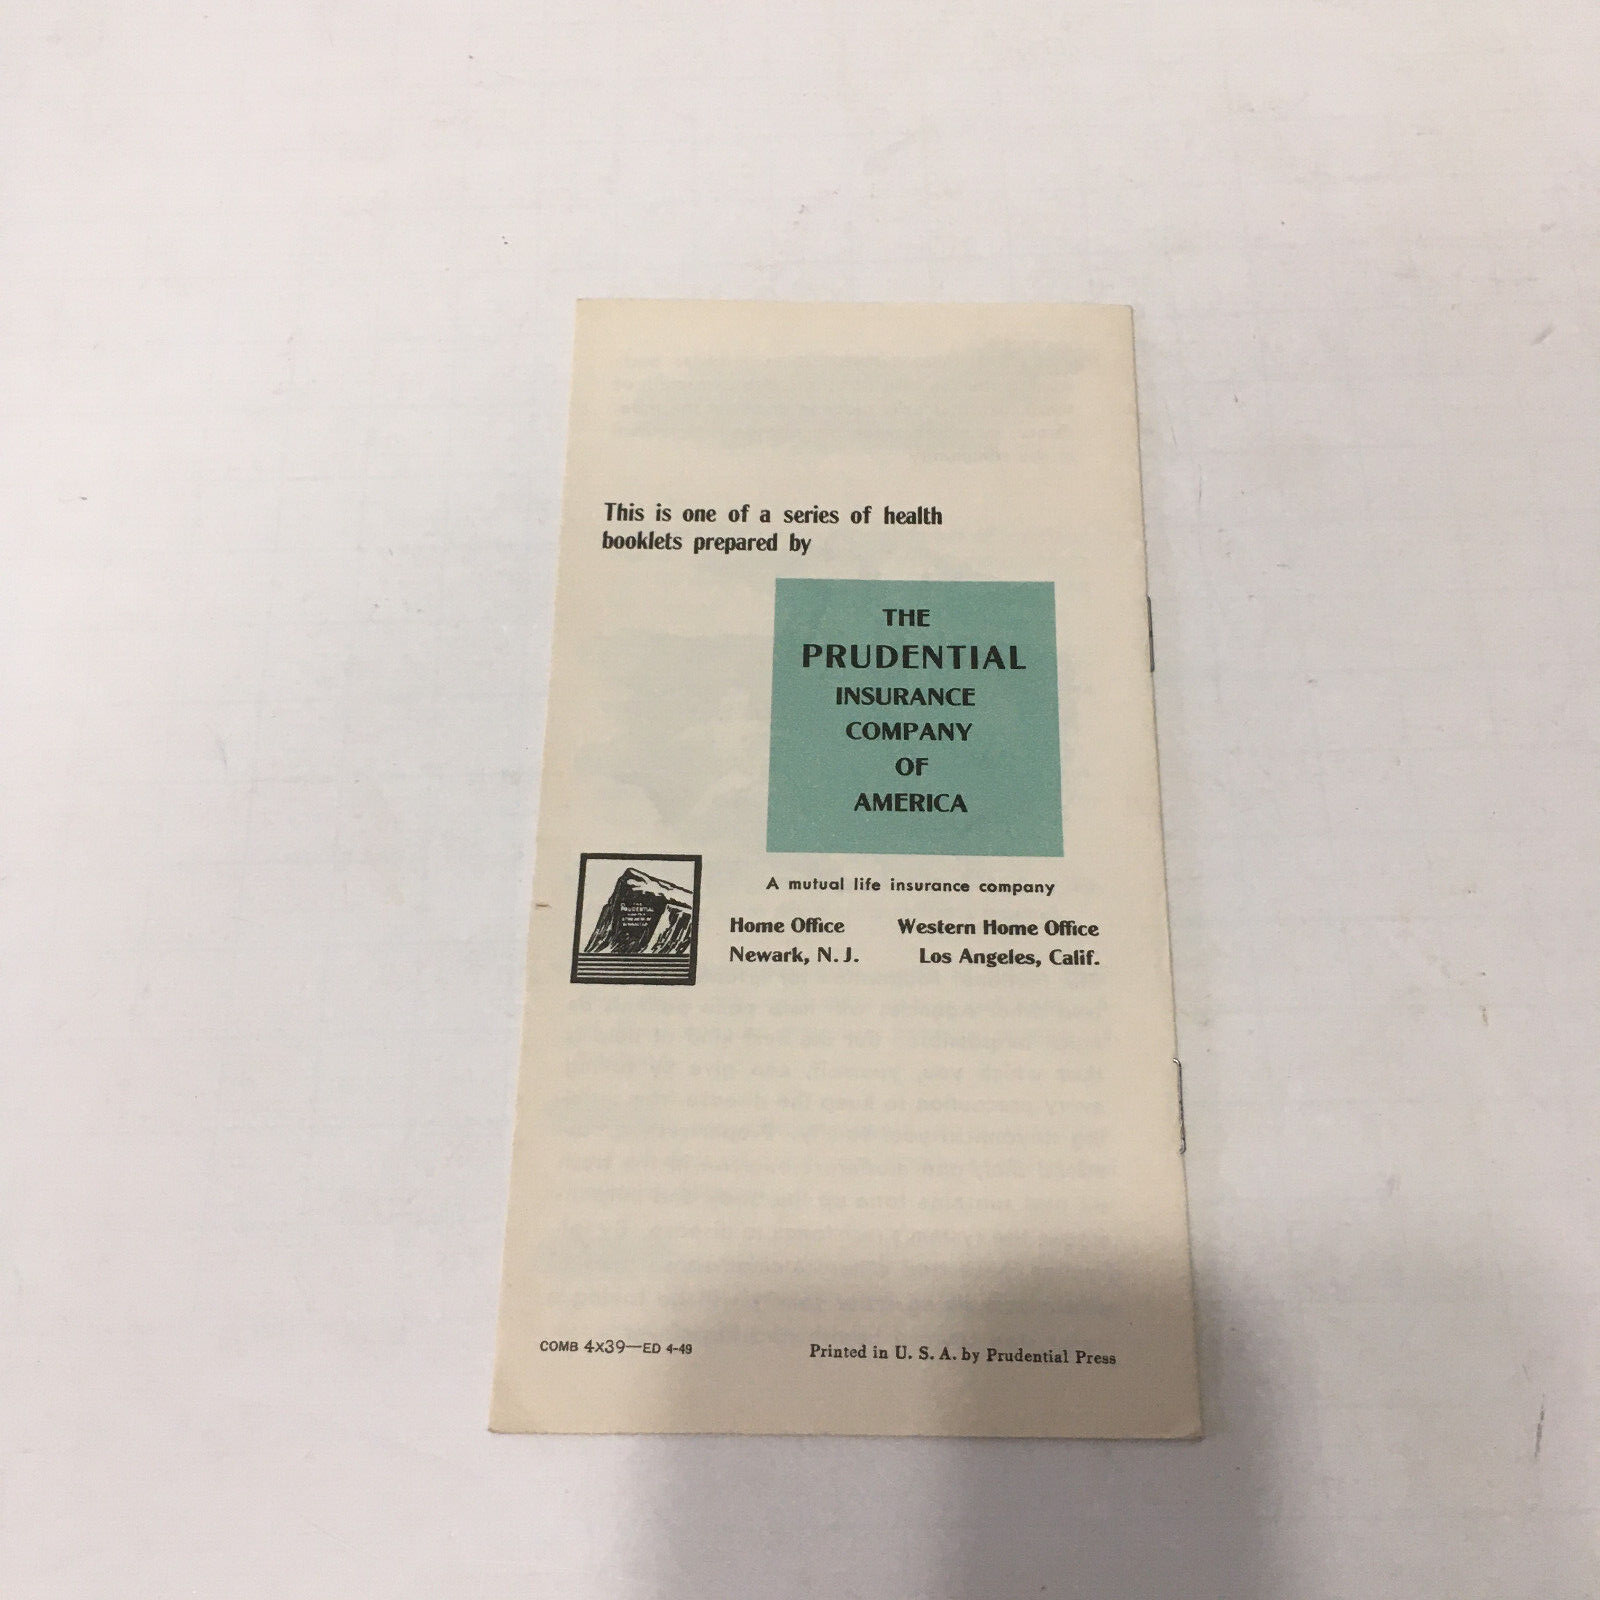 This is one of a series of health
booklets prepared by
THE
PRUDENTIAL
INSURANCE
COMPANY
OF
AMERICA
A mutual life insurance company
THE
PRUDENTIAL
Home Office
Newark, N. J.
Western Home Office
Los Angeles, Calif.
COMB 4x39—ED 4-49
Printed in U. S. A. by Prudential Press